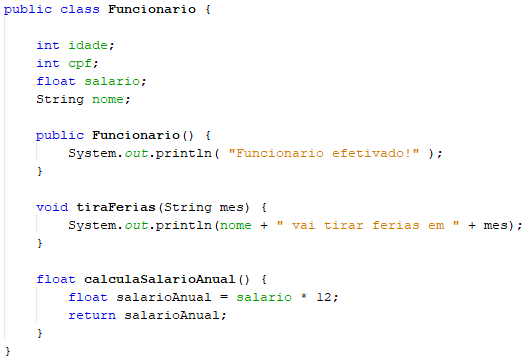 public class Funcionario {
int idade;
int cpf;
float salario;
String nome;
public Funcionario() {
System.out.println( "Funcionario efetivado!" );
}
void tiraFerias(String mes) {
System.out.println(nome + " vai tirar ferias em " + mes);
}
float calculaSalarioAnual() {
float salarioAnual = salario * 12;
return salarioAnual;
}
}